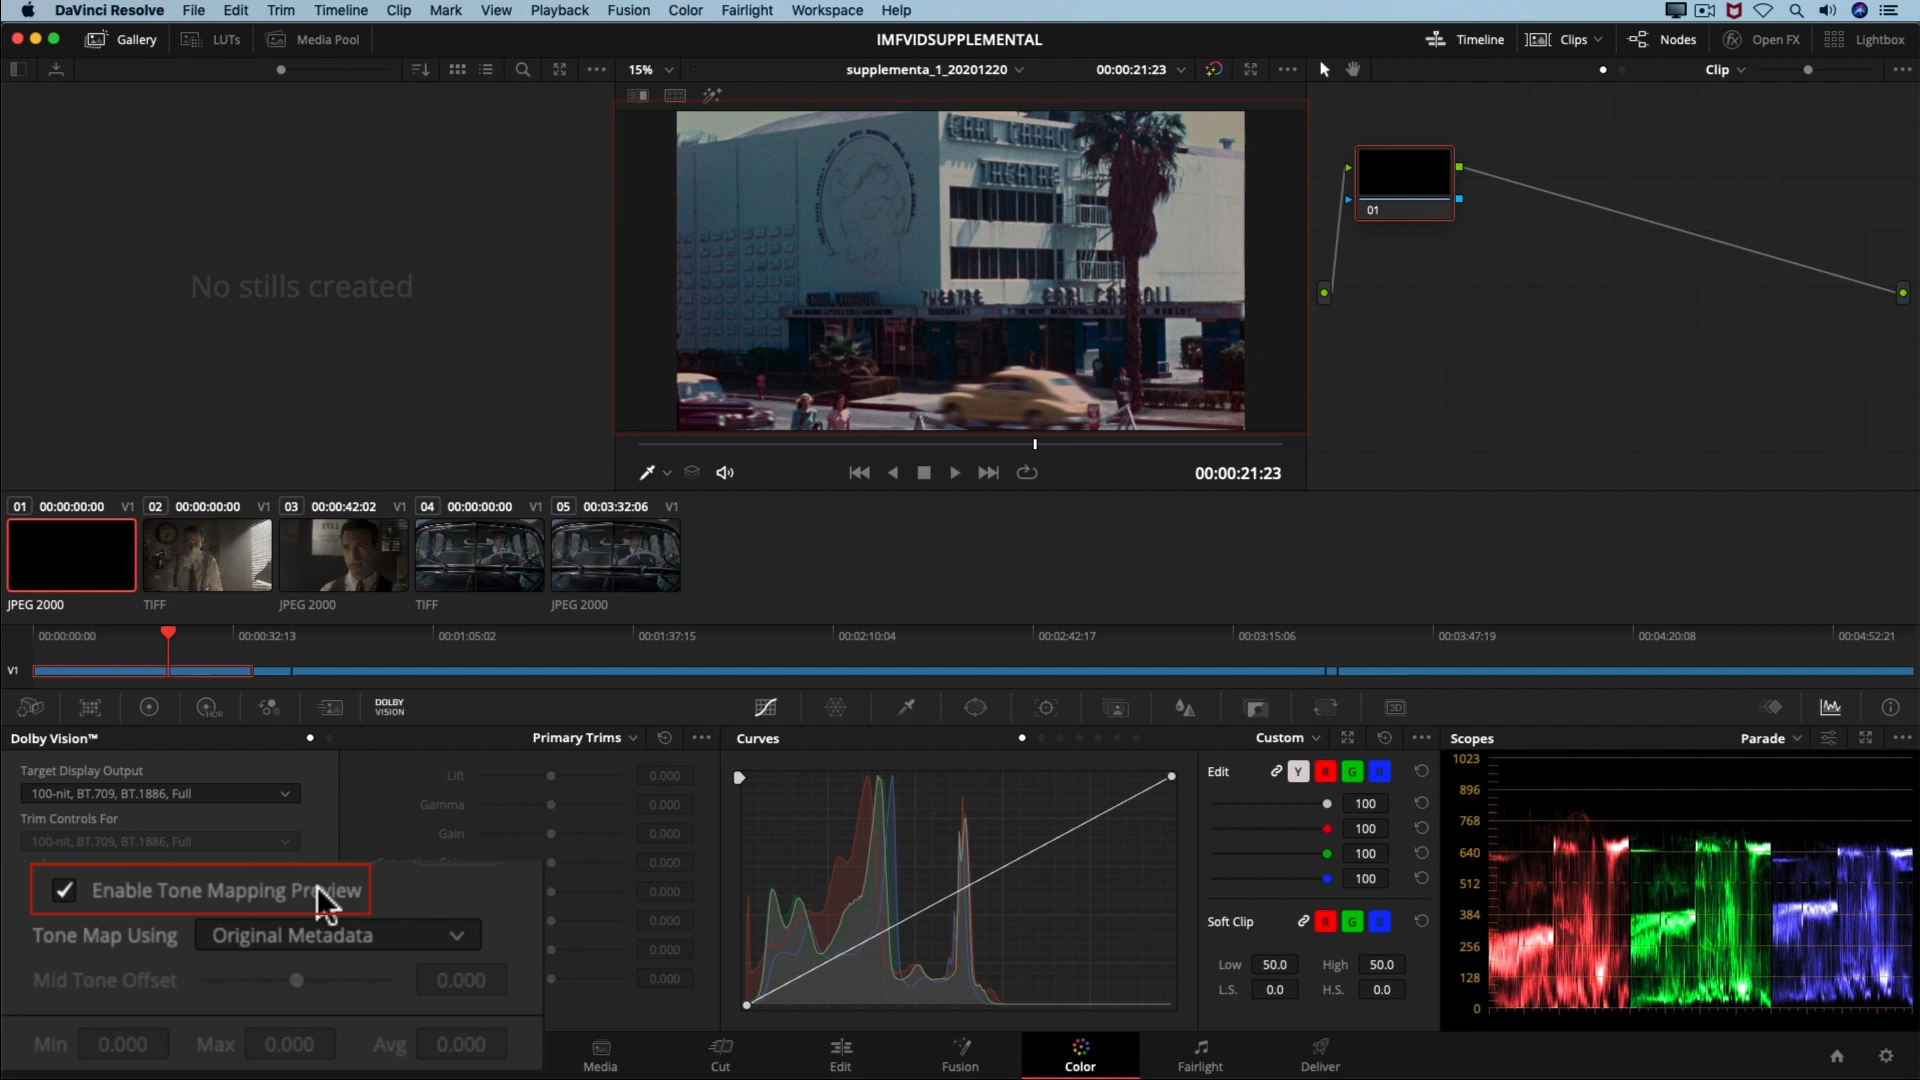 DaVinci Resolve File Edit Trim Timeline Clip Mark View Playback Fusion Color Fairlight Workspace Help
Gallery LUTs Media Pool IMFVIDSUPPLEMENTAL Timeline Clips Nodes fx Open FX Lightbox
15% supplementa_1_20201220 00:00:21:23 Clip
EARL CARROLL
THEATRE
THEATRE EARL CARROLL
01
No stills created
00:00:21:23
01 00:00:00:00 V1 02 00:00:00:00 V1 03 00:00:42:02 V1 04 00:00:00:00 V1 05 00:03:32:06 V1
JPEG 2000 TIFF JPEG 2000 TIFF JPEG 2000
00:00:00:00 00:00:32:13 00:01:05:02 00:01:37:15 00:02:10:04 00:02:42:17 00:03:15:06 00:03:47:19 00:04:20:08 00:04:52:21
V1
HDR DOLBY VISION 3D
Dolby Vision™ Primary Trims Curves Custom Scopes Parade
Target Display Output
100-nit, BT.709, BT.1886, Full
Trim Controls For
100-nit, BT.709, BT.1886, Full
Enable Tone Mapping Preview
Tone Map Using Original Metadata
Mid Tone Offset 0.000
Min 0.000 Max 0.000 Avg 0.000
Lift 0.000
Gamma 0.000
Gain 0.000
0.000
0.000
0.000
0.000
0.000
Edit Y R G B
100
100
100
100
Soft Clip R G B
Low 50.0 High 50.0
L.S. 0.0 H.S. 0.0
1023
896
768
640
512
384
256
128
0
Media Cut Edit Fusion Color Fairlight Deliver